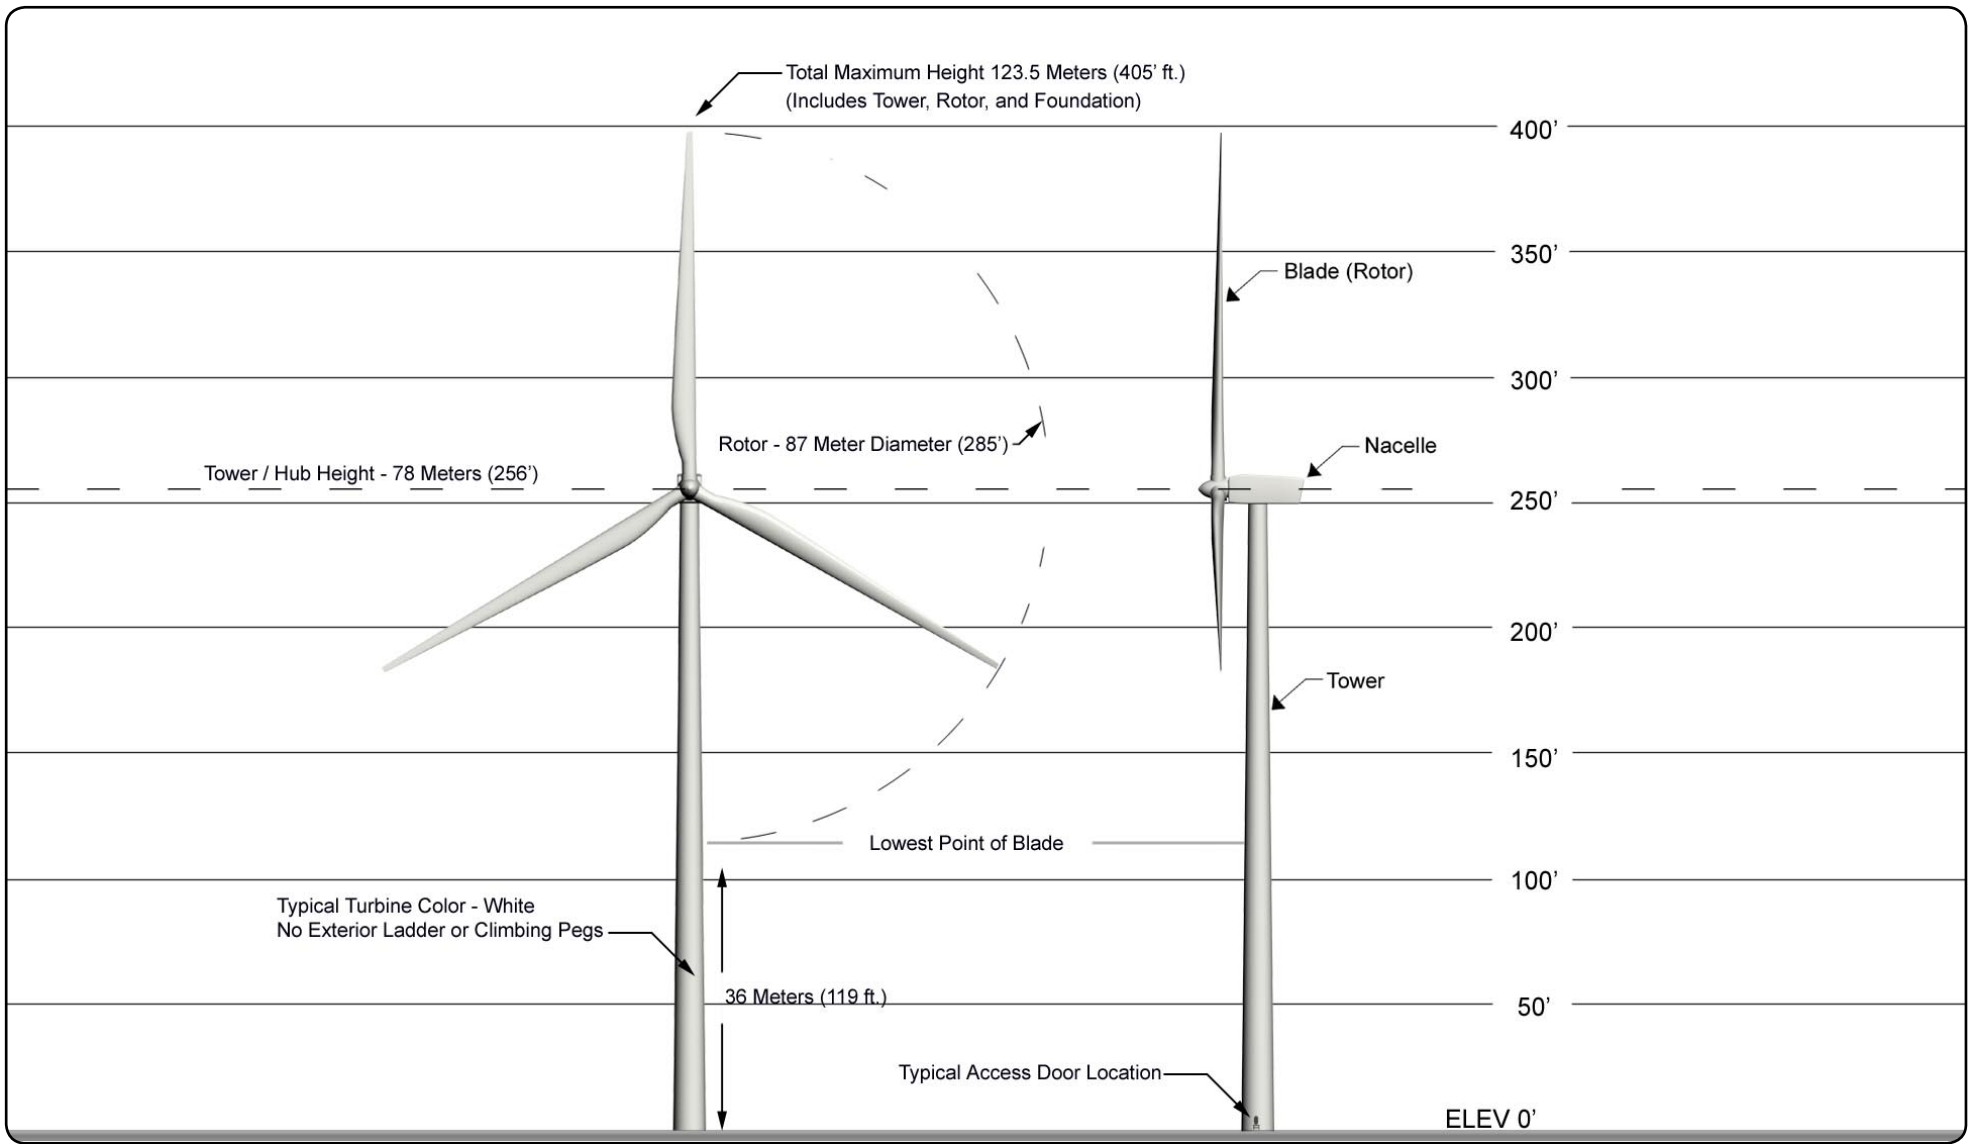 Total Maximum Height 123.5 Meters (405’ ft.)
(Includes Tower, Rotor, and Foundation)
400’
350’
Blade (Rotor)
300’
Rotor - 87 Meter Diameter (285’)
Nacelle
Tower / Hub Height - 78 Meters (256’)
250’
200’
Tower
150’
Lowest Point of Blade
100’
Typical Turbine Color - White
No Exterior Ladder or Climbing Pegs
36 Meters (119 ft.)
50’
Typical Access Door Location
ELEV 0’